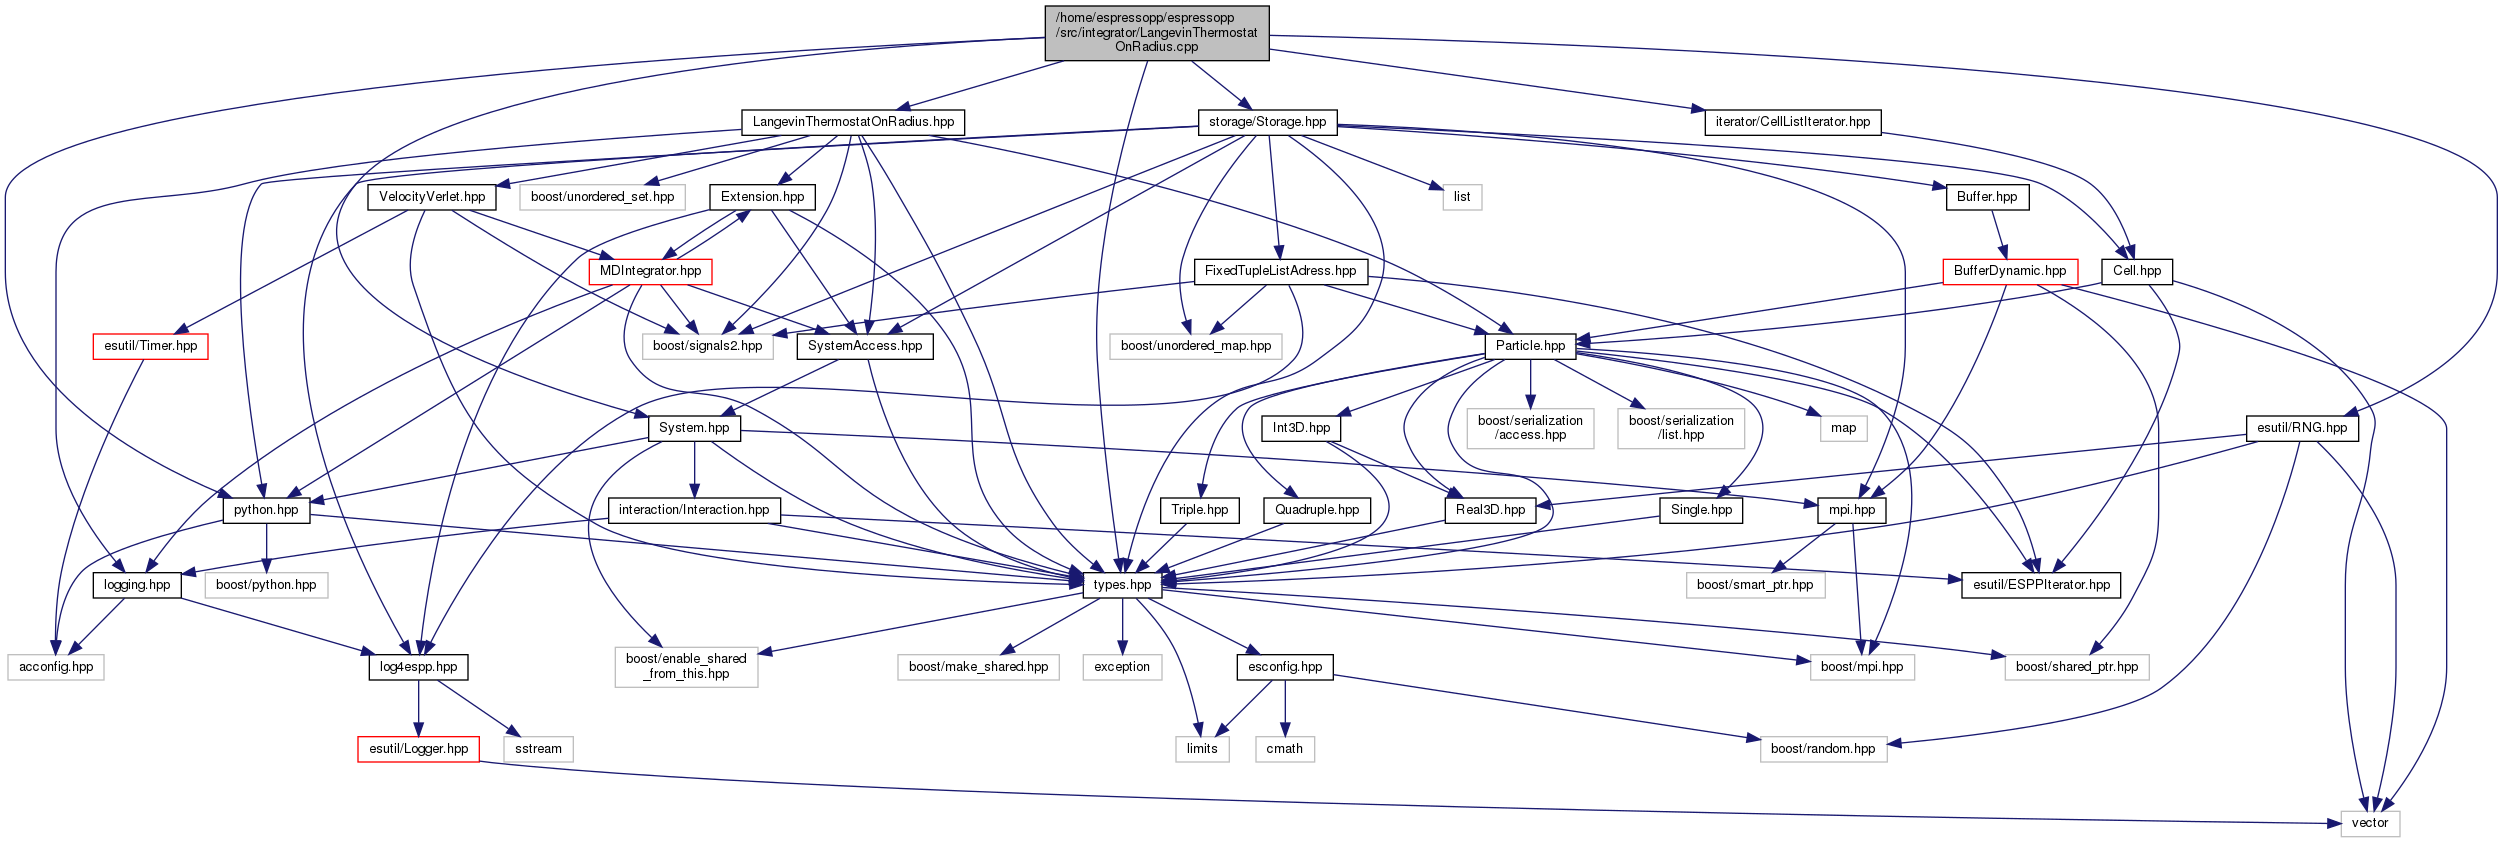 /home/espressopp/espressopp
/src/integrator/LangevinThermostat
OnRadius.cpp
LangevinThermostatOnRadius.hpp
storage/Storage.hpp
iterator/CellListIterator.hpp
VelocityVerlet.hpp
boost/unordered_set.hpp
Extension.hpp
list
Buffer.hpp
MDIntegrator.hpp
FixedTupleListAdress.hpp
BufferDynamic.hpp
Cell.hpp
esutil/Timer.hpp
boost/signals2.hpp
SystemAccess.hpp
boost/unordered_map.hpp
Particle.hpp
System.hpp
Int3D.hpp
boost/serialization
/access.hpp
boost/serialization
/list.hpp
map
esutil/RNG.hpp
python.hpp
interaction/Interaction.hpp
Triple.hpp
Quadruple.hpp
Real3D.hpp
Single.hpp
mpi.hpp
logging.hpp
boost/python.hpp
types.hpp
boost/smart_ptr.hpp
esutil/ESPPIterator.hpp
acconfig.hpp
log4espp.hpp
boost/enable_shared
_from_this.hpp
boost/make_shared.hpp
exception
esconfig.hpp
boost/mpi.hpp
boost/shared_ptr.hpp
esutil/Logger.hpp
sstream
limits
cmath
boost/random.hpp
vector